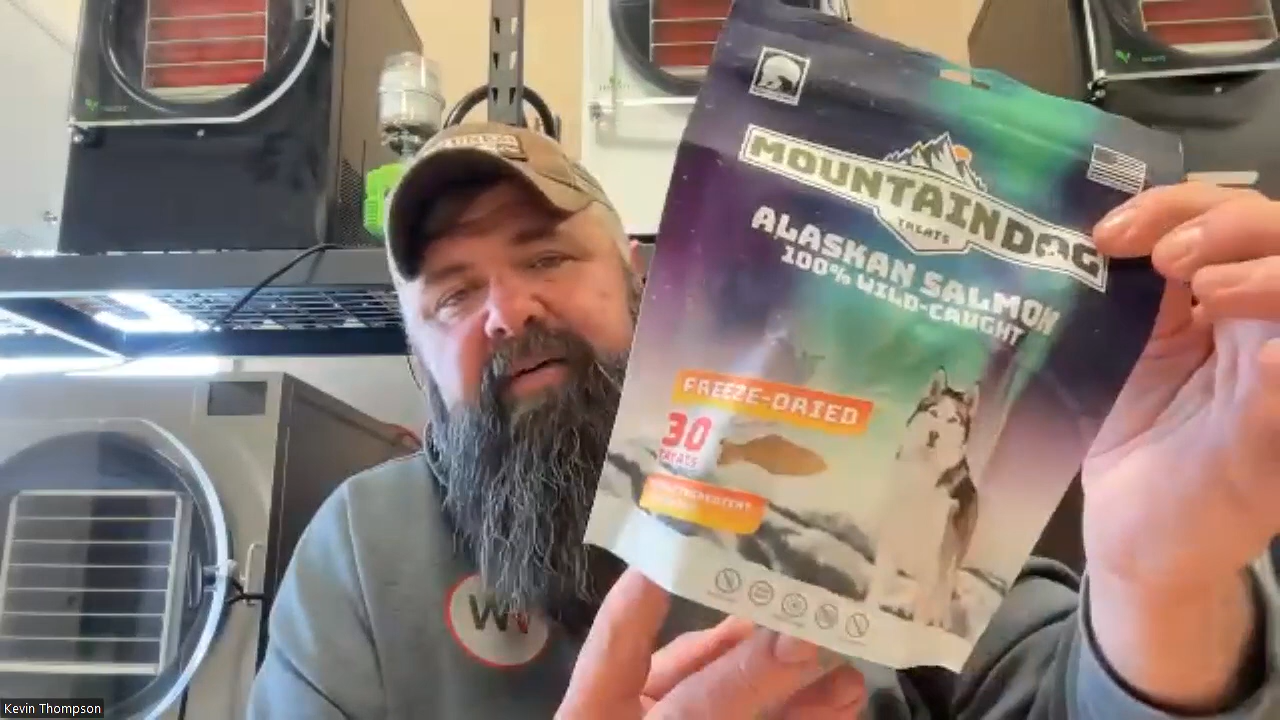 MOUNTAINDOG
TREATS
ALASKAN SALMON
100% WILD-CAUGHT
FREEZE-DRIED
30
TREATS
W
Kevin Thompson